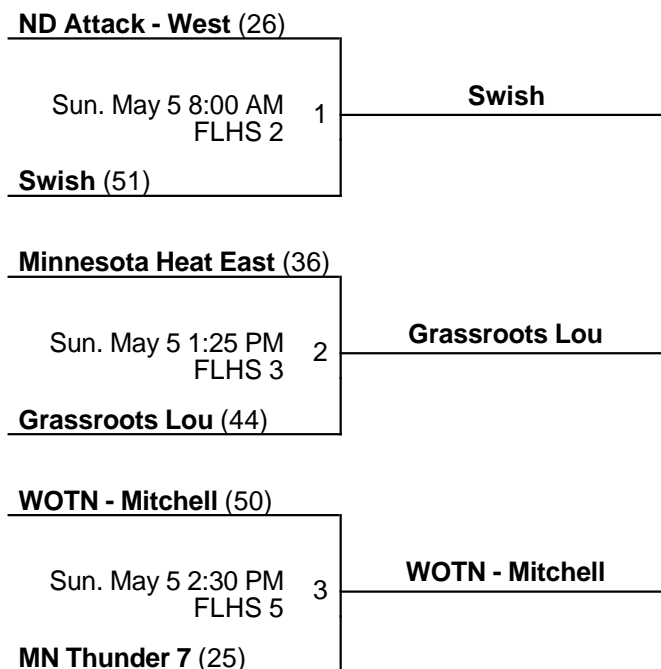 ND Attack - West (26)
Sun. May 5 8:00 AM
FLHS 2
1
Swish
Swish (51)
Minnesota Heat East (36)
Sun. May 5 1:25 PM
FLHS 3
2
Grassroots Lou
Grassroots Lou (44)
WOTN - Mitchell (50)
Sun. May 5 2:30 PM
FLHS 5
3
WOTN - Mitchell
MN Thunder 7 (25)